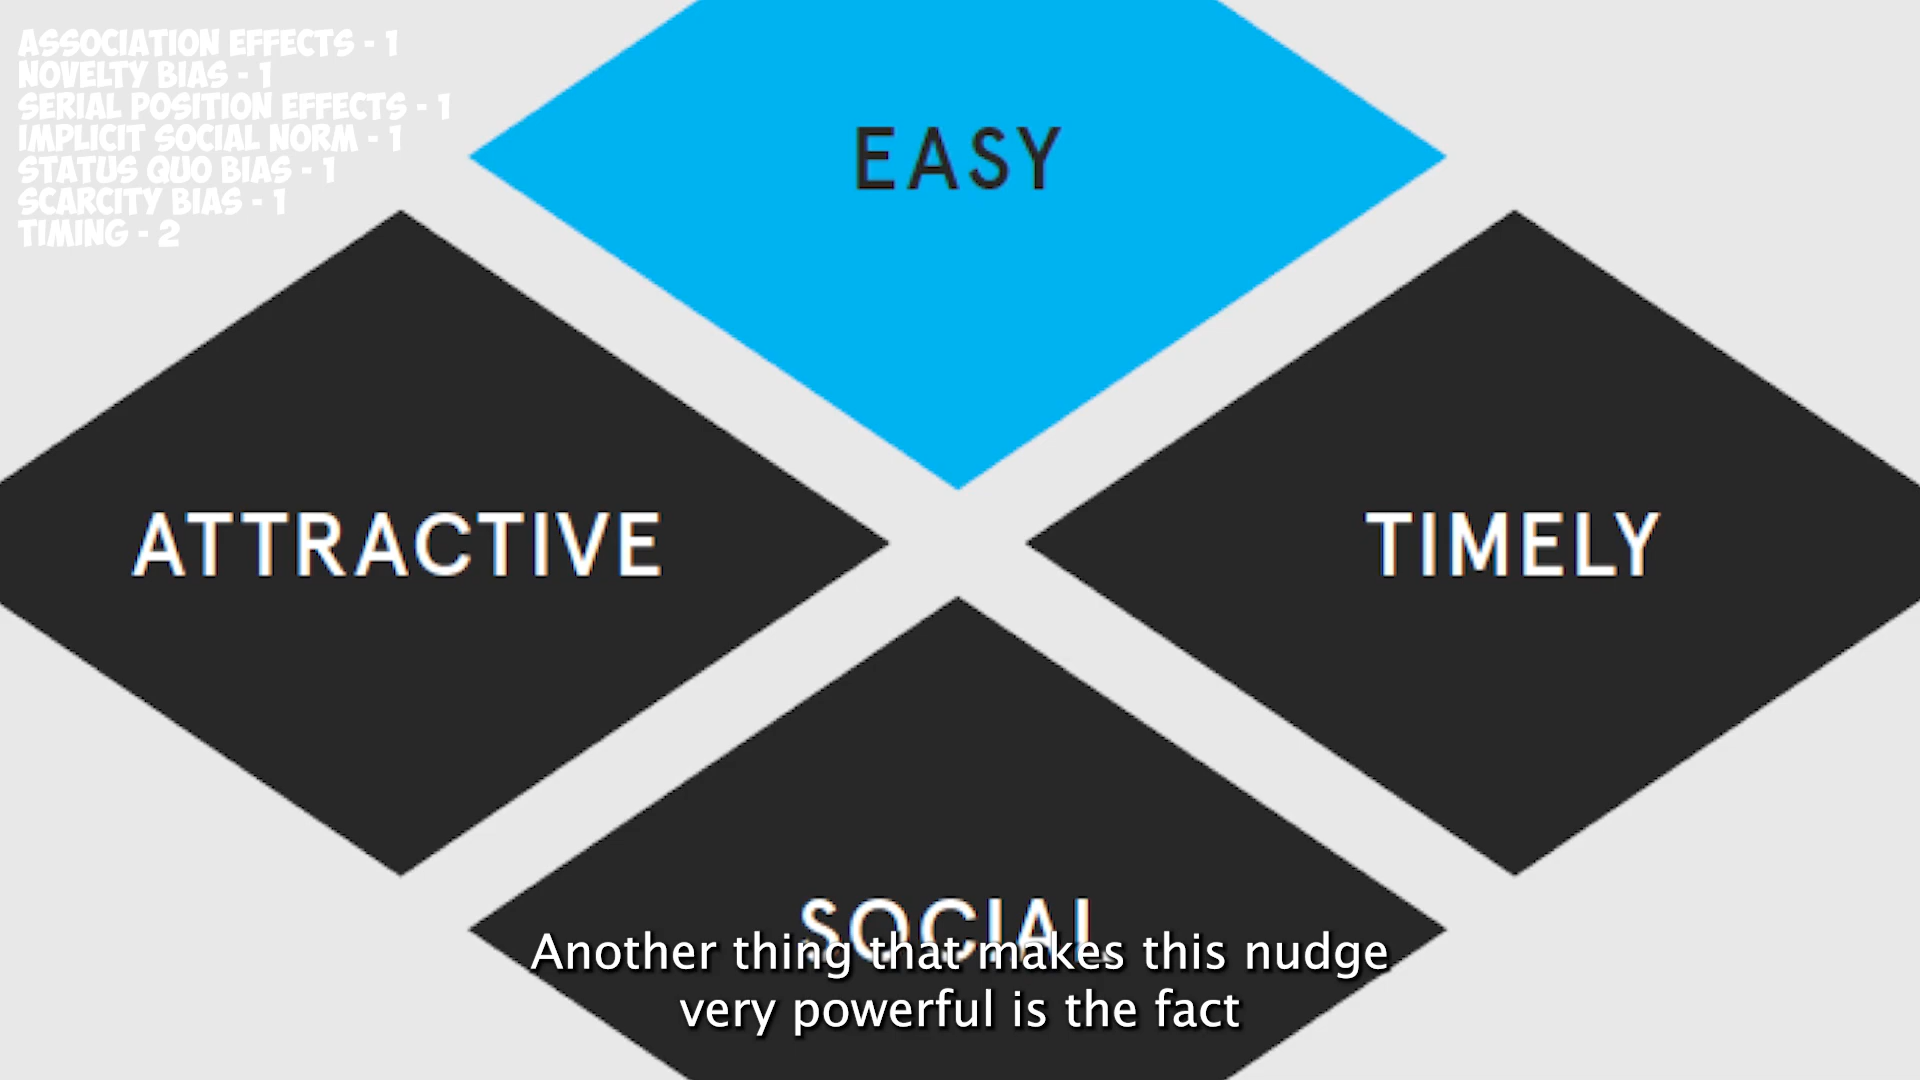 ASSOCIATION EFFECTS - 1
NOVELTY BIAS - 1
SERIAL POSITION EFFECTS - 1
IMPLICIT SOCIAL NORM - 1
STATUS QUO BIAS - 1
SCARCITY BIAS - 1
TIMING - 2
EASY
ATTRACTIVE
TIMELY
SOCIAL
Another thing that makes this nudge
very powerful is the fact